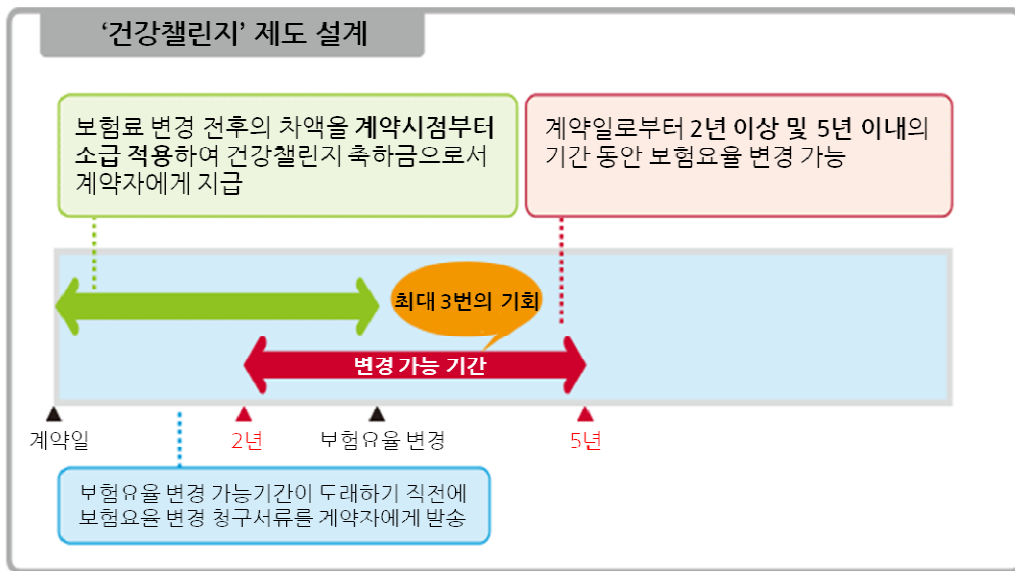 ‘건강챌린지’ 제도 설계
보험료 변경 전후의 차액을 계약시점부터
소급 적용하여 건강챌린지 축하금으로서
계약자에게 지급
계약일로부터 2년 이상 및 5년 이내의
기간 동안 보험요율 변경 가능
최대 3번의 기회
변경 가능 기간
계약일
2년
보험요율 변경
5년
보험요율 변경 가능기간이 도래하기 직전에
보험요율 변경 청구서류를 계약자에게 발송